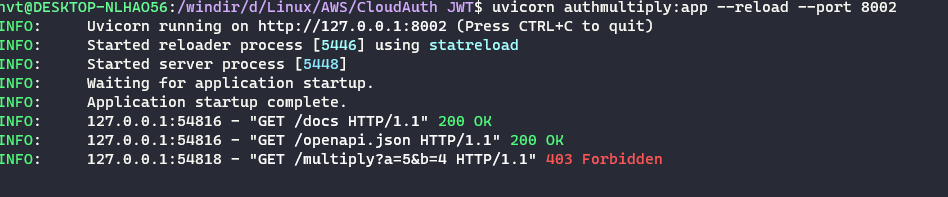 nvt@DESKTOP-NLHAO56:/windir/d/Linux/AWS/CloudAuth JWT$ uvicorn authmultiply:app --reload --port 8002
INFO:     Uvicorn running on http://127.0.0.1:8002 (Press CTRL+C to quit)
INFO:     Started reloader process [5446] using statreload
INFO:     Started server process [5448]
INFO:     Waiting for application startup.
INFO:     Application startup complete.
INFO:     127.0.0.1:54816 - "GET /docs HTTP/1.1" 200 OK
INFO:     127.0.0.1:54816 - "GET /openapi.json HTTP/1.1" 200 OK
INFO:     127.0.0.1:54818 - "GET /multiply?a=5&b=4 HTTP/1.1" 403 Forbidden